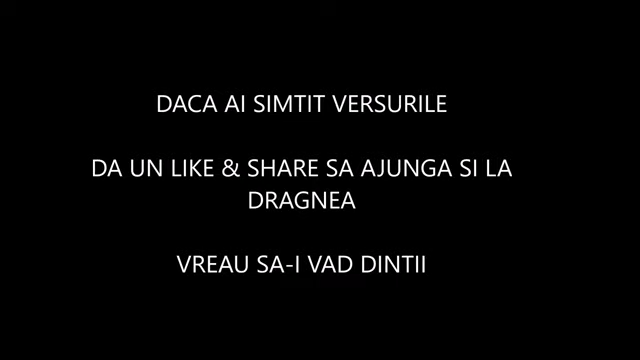 DACA AI SIMTIT VERSURILE
DA UN LIKE & SHARE SA AJUNGA SI LA
DRAGNEA
VREAU SA-I VAD DINTII